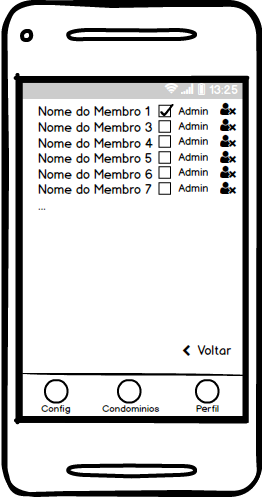 13:25
Nome do Membro 1 Admin
Nome do Membro 3 Admin
Nome do Membro 4 Admin
Nome do Membro 5 Admin
Nome do Membro 6 Admin
Nome do Membro 7 Admin
...
Voltar
Config Condominios Perfil